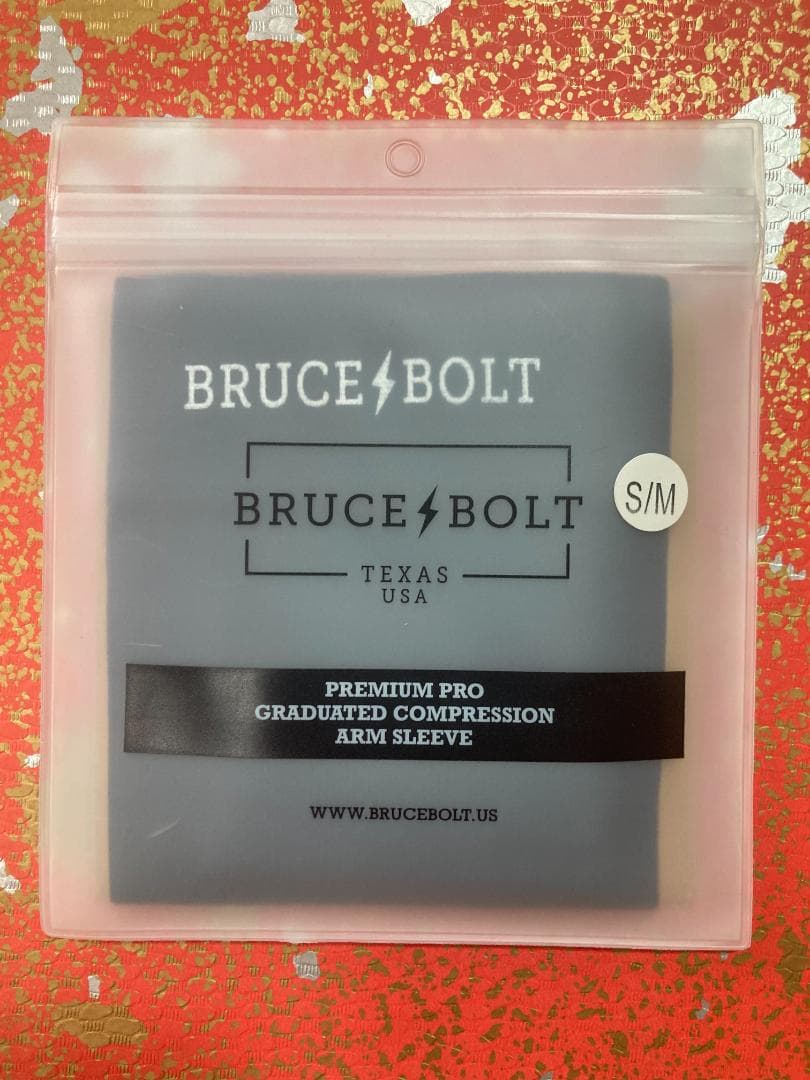 BRUCE BOLT
BRUCE BOLT
S/M
TEXAS
USA
PREMIUM PRO
GRADUATED COMPRESSION
ARM SLEEVE
WWW.BRUCEBOLT.US